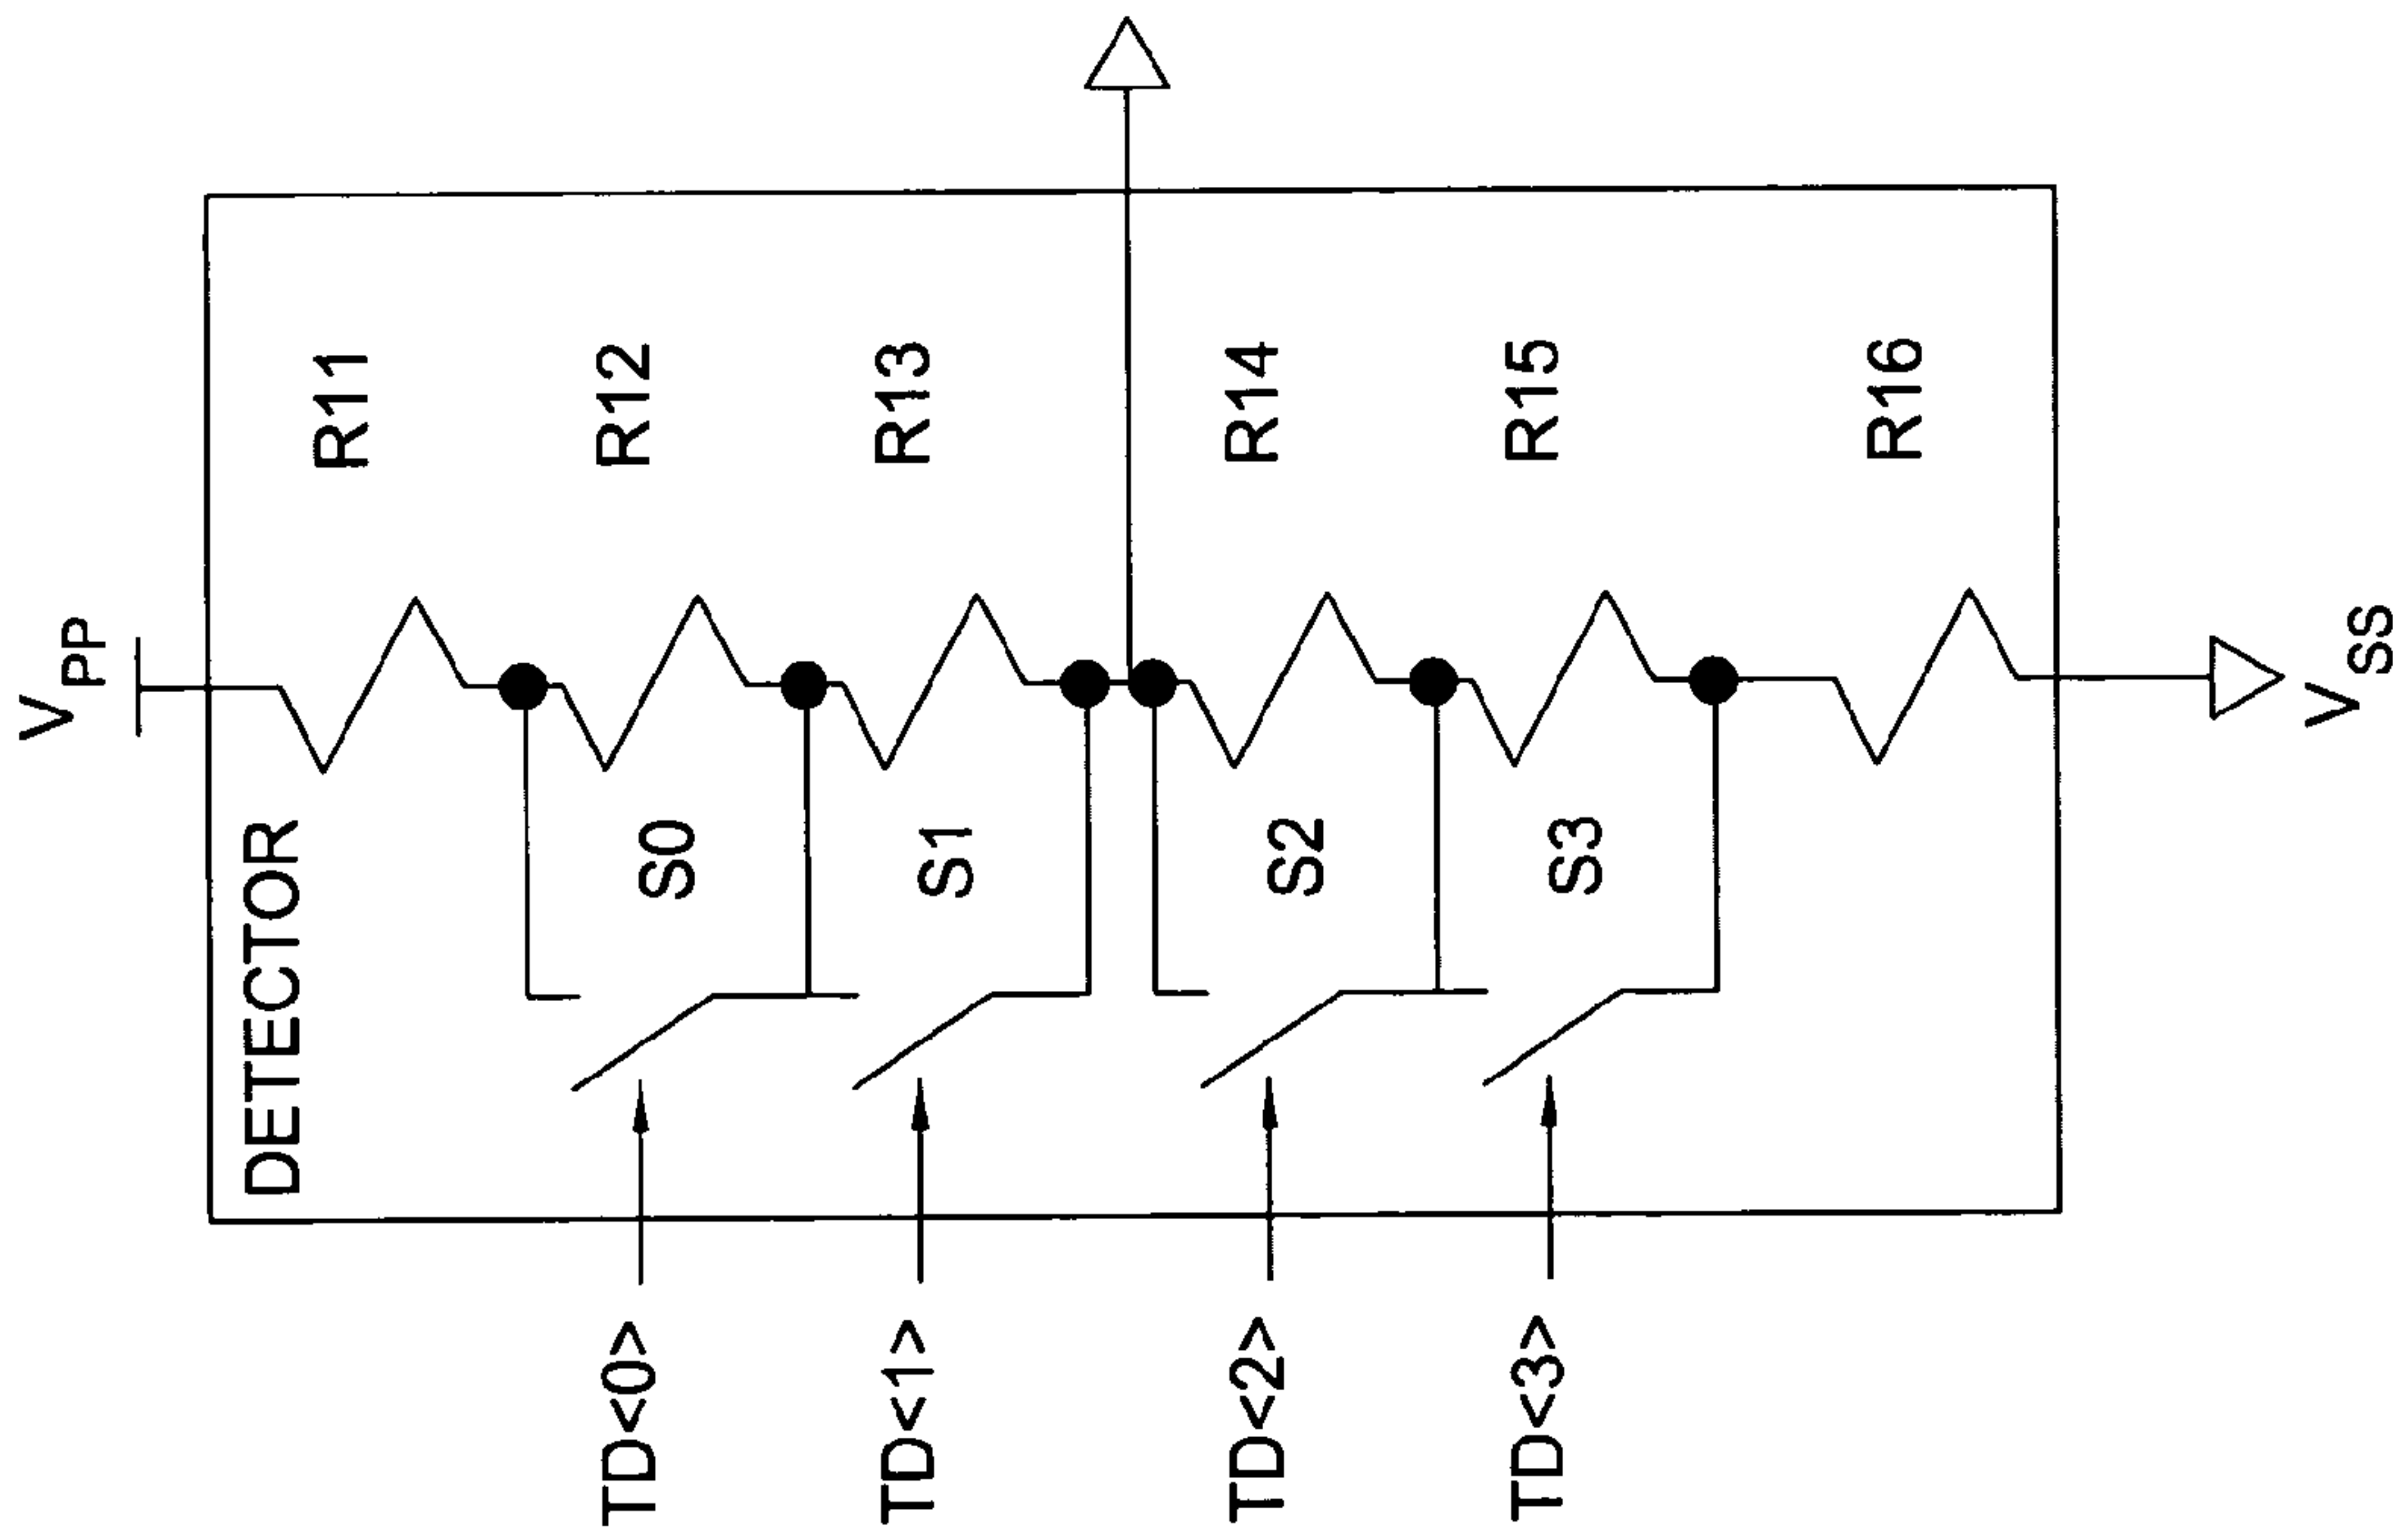 VPP
DETECTOR
R11
R12
R13
R14
R15
R16
S0
S1
S2
S3
TD<0>
TD<1>
TD<2>
TD<3>
VSS